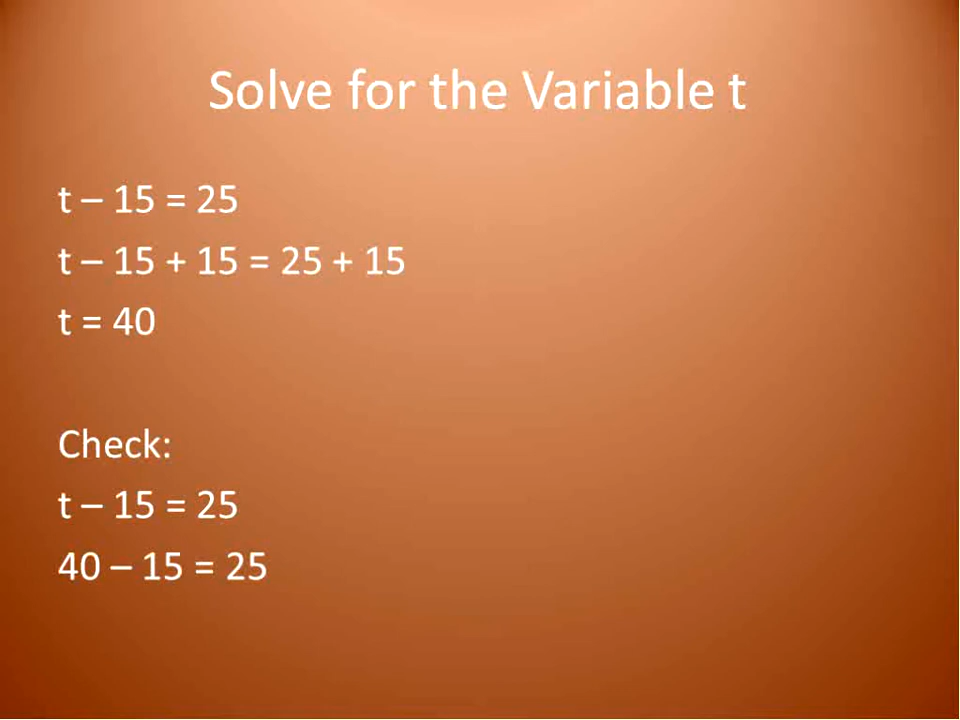 Solve for the Variable t
t – 15 = 25
t – 15 + 15 = 25 + 15
t = 40
Check:
t – 15 = 25
40 – 15 = 25